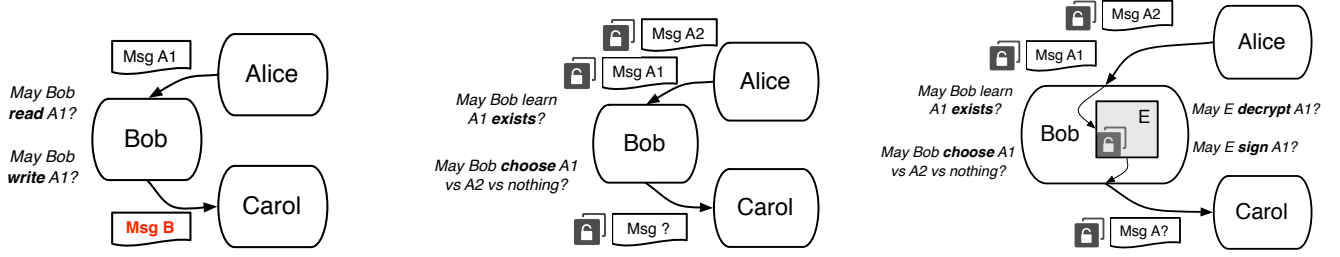 Msg A1
Alice
May Bob
read A1?
Bob
May Bob
write A1?
Carol
Msg B
Msg A2
Msg A1
Alice
May Bob learn
A1 exists?
Bob
May Bob choose A1
vs A2 vs nothing?
Carol
Msg ?
Msg A2
Msg A1
Alice
May Bob learn
A1 exists?
Bob
E
May E decrypt A1?
May E sign A1?
May Bob choose A1
vs A2 vs nothing?
Carol
Msg A?